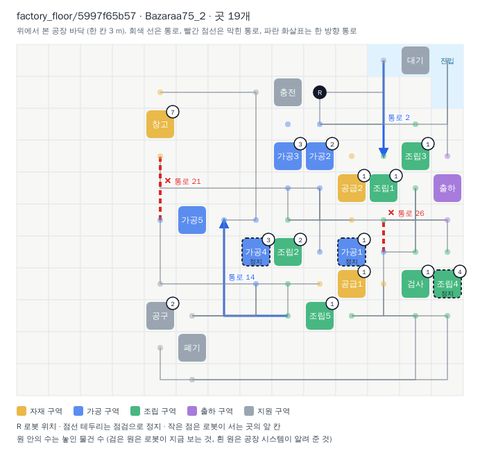 factory_floor/5997f65b57 · Bazaraa75_2 · 곳 19개
위에서 본 공장 바닥 (한 칸 3 m). 회색 선은 통로, 빨간 점선은 막힌 통로, 파란 화살표는 한 방향 통로
대기
전립
충전
R
통로 2
창고 7
가공3 3
가공2 2
조립3 1
통로 21
공급2 1
조립1 1
출하
가공5
통로 26
가공4 3
정지
조립2 2
가공1 1
정지
통로 14
공급1 1
검사 1
조립4 4
정지
공구 2
조립5 1
폐기
자재 구역
가공 구역
조립 구역
출하 구역
지원 구역
R 로봇 위치 · 점선 테두리는 점검으로 정지 · 작은 점은 로봇이 서는 곳의 앞 칸
원 안의 수는 놓인 물건 수 (검은 원은 로봇이 지금 보는 것, 흰 원은 공장 시스템이 알려 준 것)